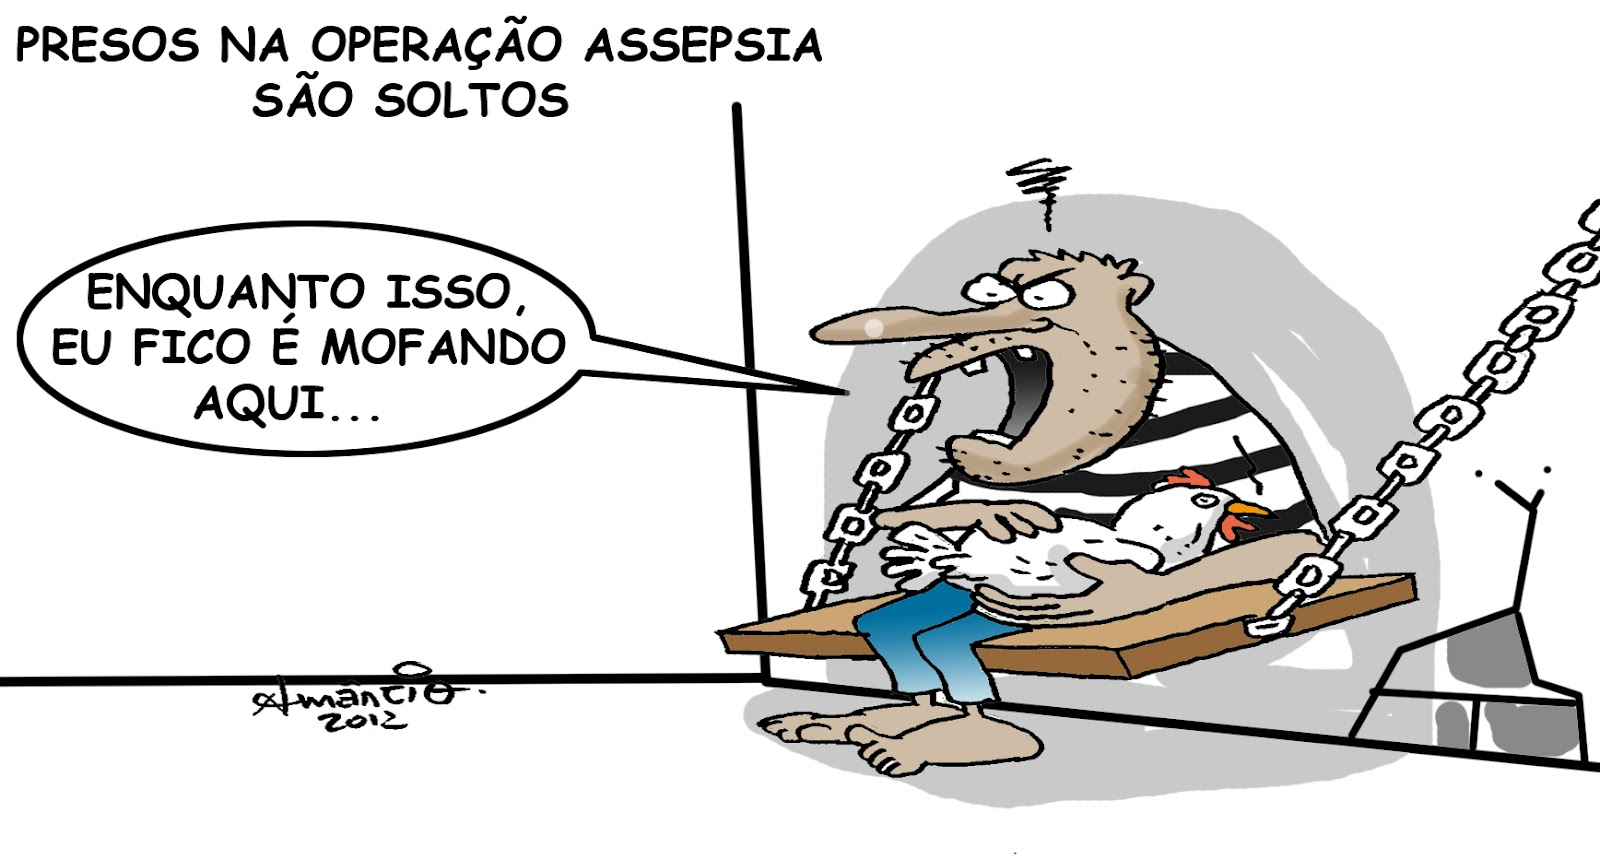 PRESOS NA OPERAÇÃO ASSEPSIA
SÃO SOLTOS
ENQUANTO ISSO,
EU FICO É MOFANDO
AQUI...
Amâncio
2012